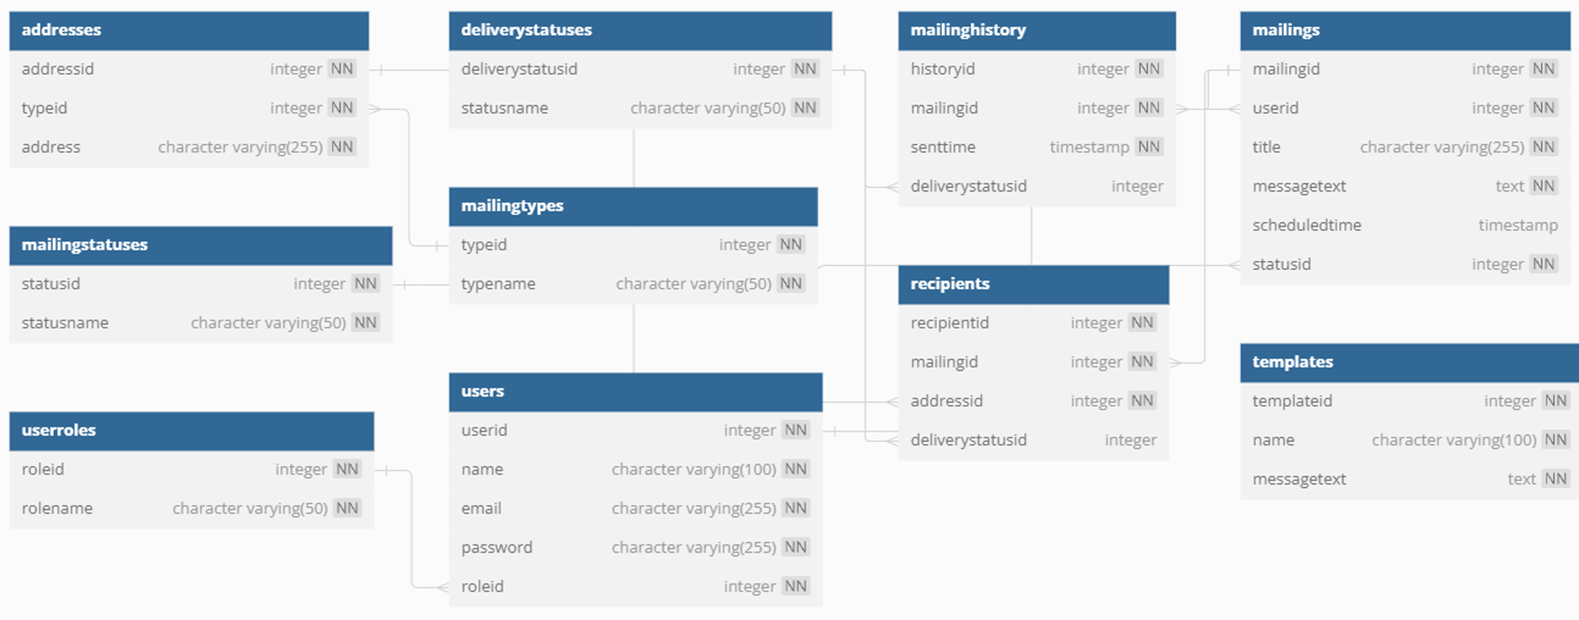 addresses
addressid integer NN
typeid integer NN
address character varying(255) NN
deliverystatuses
deliverystatusid integer NN
statusname character varying(50) NN
mailinghistory
historyid integer NN
mailingid integer NN
senttime timestamp NN
deliverystatusid integer
mailings
mailingid integer NN
userid integer NN
title character varying(255) NN
messagetext text NN
scheduledtime timestamp
statusid integer NN
mailingstatuses
statusid integer NN
statusname character varying(50) NN
mailingtypes
typeid integer NN
typename character varying(50) NN
recipients
recipientid integer NN
mailingid integer NN
addressid integer NN
deliverystatusid integer
templates
templateid integer NN
name character varying(100) NN
messagetext text NN
userroles
roleid integer NN
rolename character varying(50) NN
users
userid integer NN
name character varying(100) NN
email character varying(255) NN
password character varying(255) NN
roleid integer NN